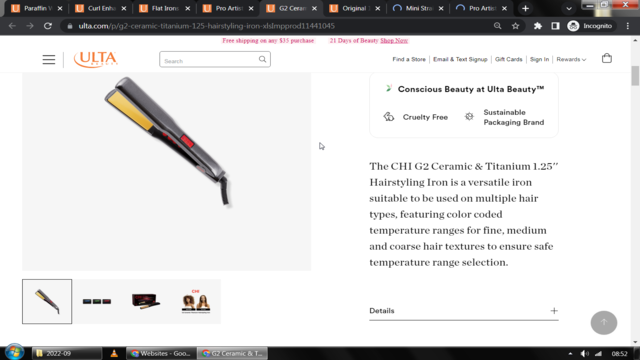 Paraffin W
Curl Enha
Flat Irons
Pro Artis
G2 Ceram
Original
Mini Stra
Pro Artis
ulta.com/p/g2-ceramic-titanium-125-hairstyling-iron-xlsImpprod11441045
Incognito
Free shipping on any $35 purchase 21 Days of Beauty Shop Now
ULTA
BEAUTY
Search
Find a Store Email & Text Signup Gift Cards Sign In Rewards
Conscious Beauty at Ulta Beauty™
Cruelty Free
Sustainable
Packaging Brand
The CHI G2 Ceramic & Titanium 1.25''
Hairstyling Iron is a versatile iron
suitable to be used on multiple hair
types, featuring color coded
temperature ranges for fine, medium
and coarse hair textures to ensure safe
temperature range selection.
CHI
Details
2022-09
Websites - Goo...
G2 Ceramic & T...
08:52